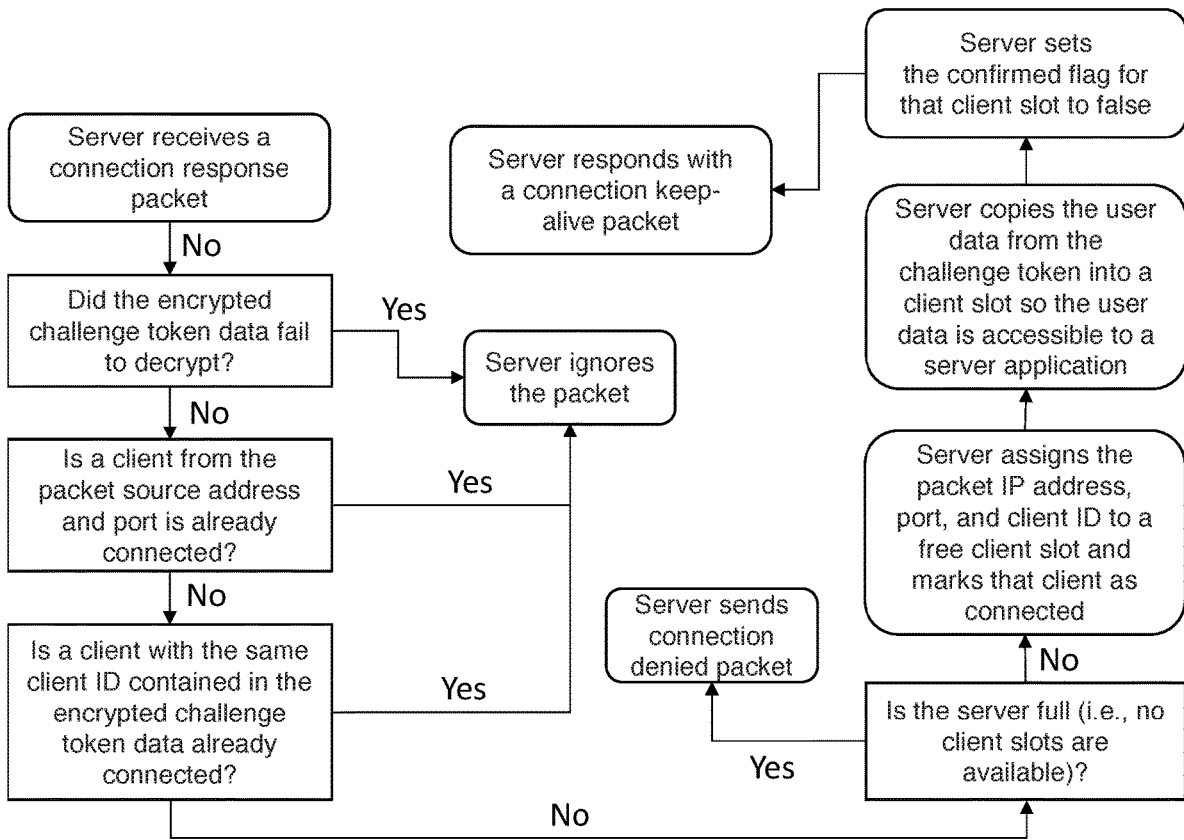 Server receives a
connection response
packet
No
Did the encrypted
challenge token data fail
to decrypt?
Yes
Server ignores
the packet
No
Is a client from the
packet source address
and port is already
connected?
Yes
No
Is a client with the same
client ID contained in the
encrypted challenge
token data already
connected?
Yes
No
Is the server full (i.e., no
client slots are
available)?
Yes
Server sends
connection
denied packet
No
Server assigns the
packet IP address,
port, and client ID to a
free client slot and
marks that client as
connected
Server copies the user
data from the
challenge token into a
client slot so the user
data is accessible to a
server application
Server sets
the confirmed flag for
that client slot to false
Server responds with
a connection keep-
alive packet